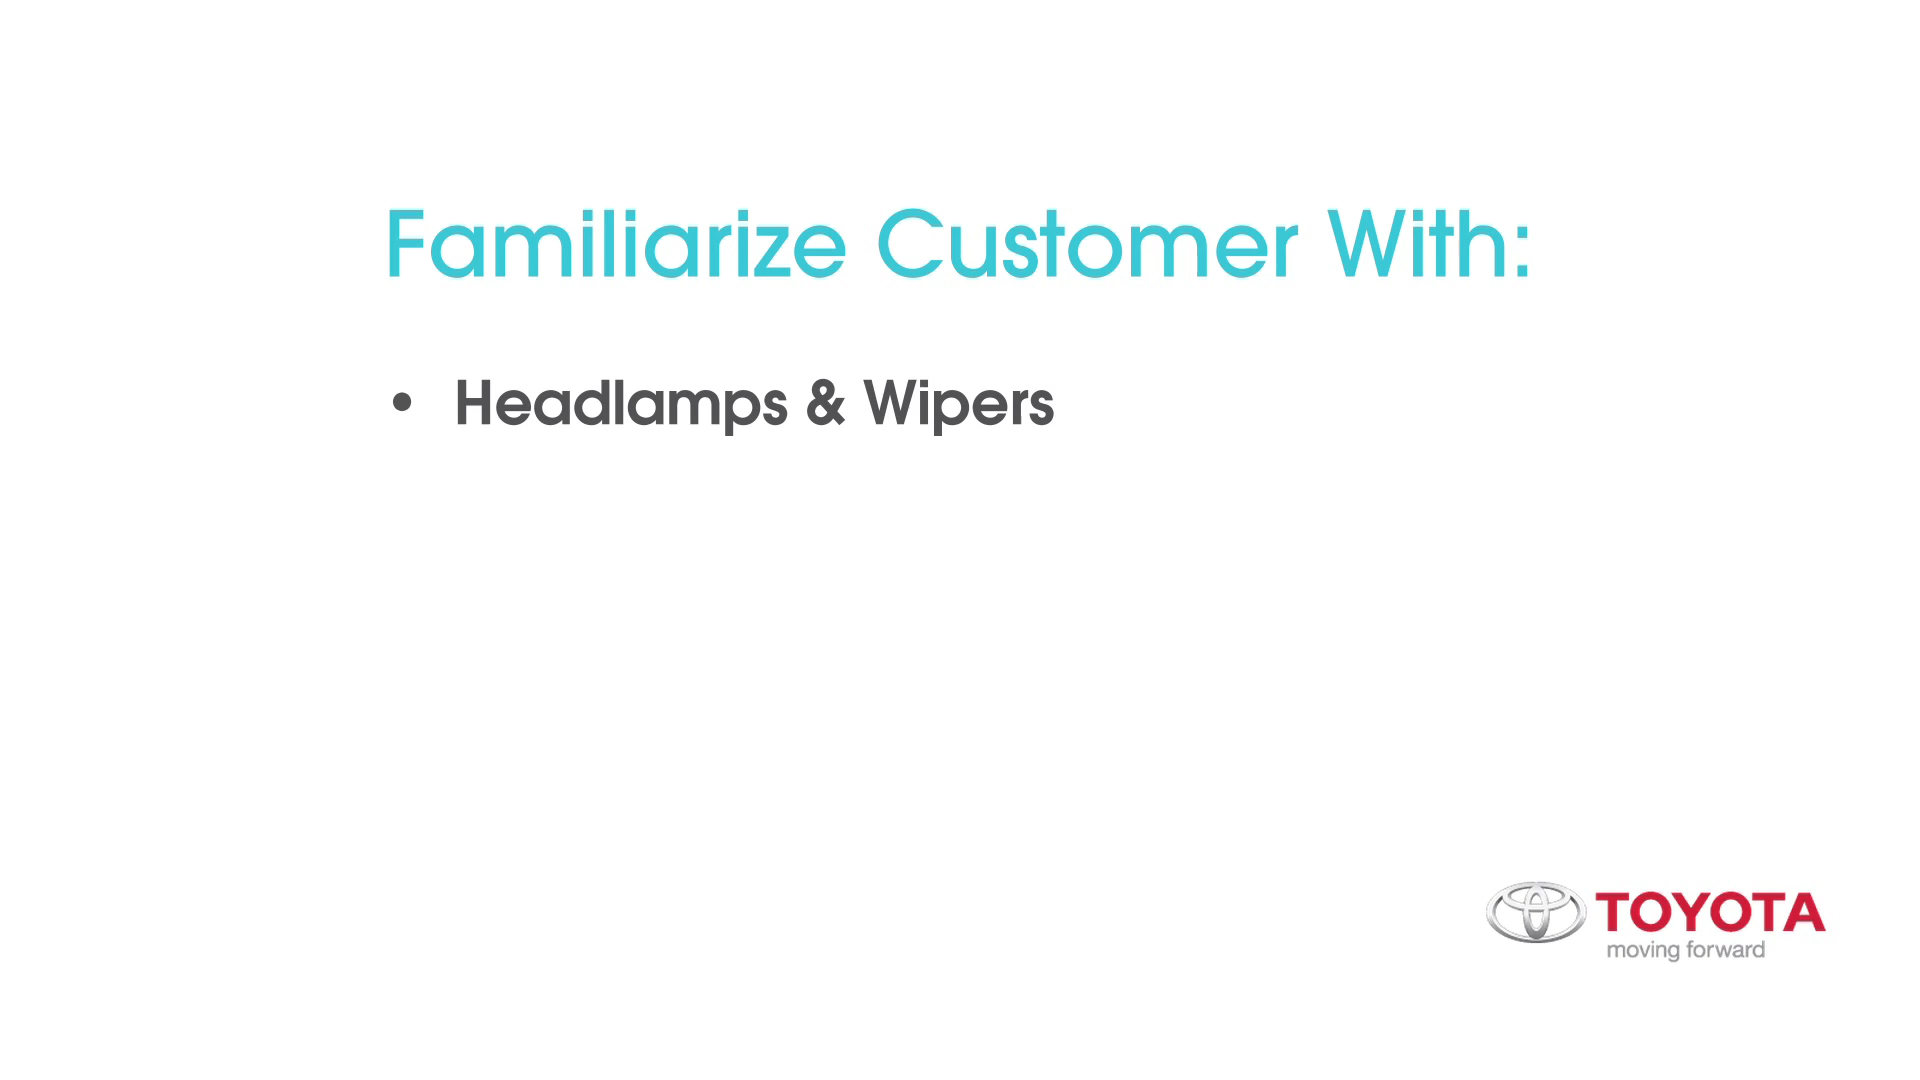 Familiarize Customer With:
• Headlamps & Wipers
TOYOTA
moving forward